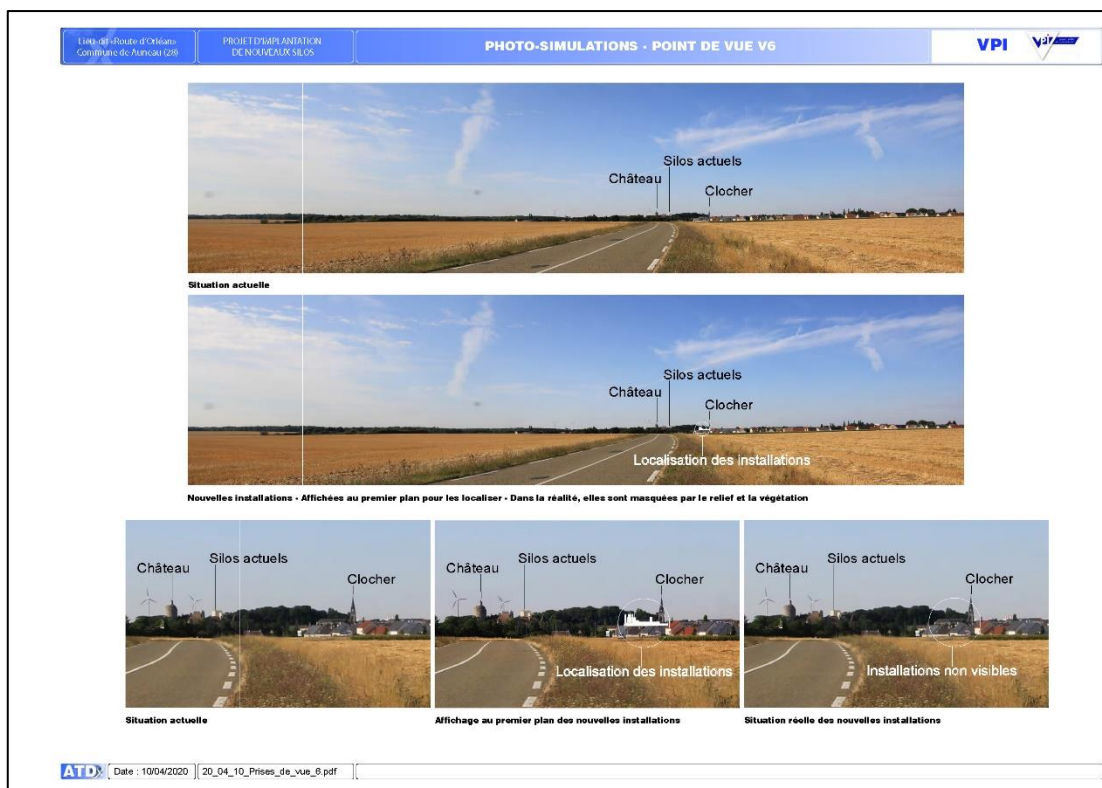 Lieu-dit «Route d'Orléan»
Commune de Auneau (28)
PROJET D'IMPLANTATION
DE NOUVEAUX SILOS
PHOTO-SIMULATIONS - POINT DE VUE V6
VPI
VPI
Silos actuels
Château
Clocher
Situation actuelle
Silos actuels
Château
Clocher
Localisation des installations
Nouvelles installations - Affichées au premier plan pour les localiser - Dans la réalité, elles sont masquées par le relief et la végétation
Château
Silos actuels
Clocher
Situation actuelle
Château
Silos actuels
Clocher
Localisation des installations
Affichage au premier plan des nouvelles installations
Château
Silos actuels
Clocher
Installations non visibles
Situation réelle des nouvelles installations
ATDx
Date : 10/04/2020
20_04_10_Prises_de_vue_6.pdf